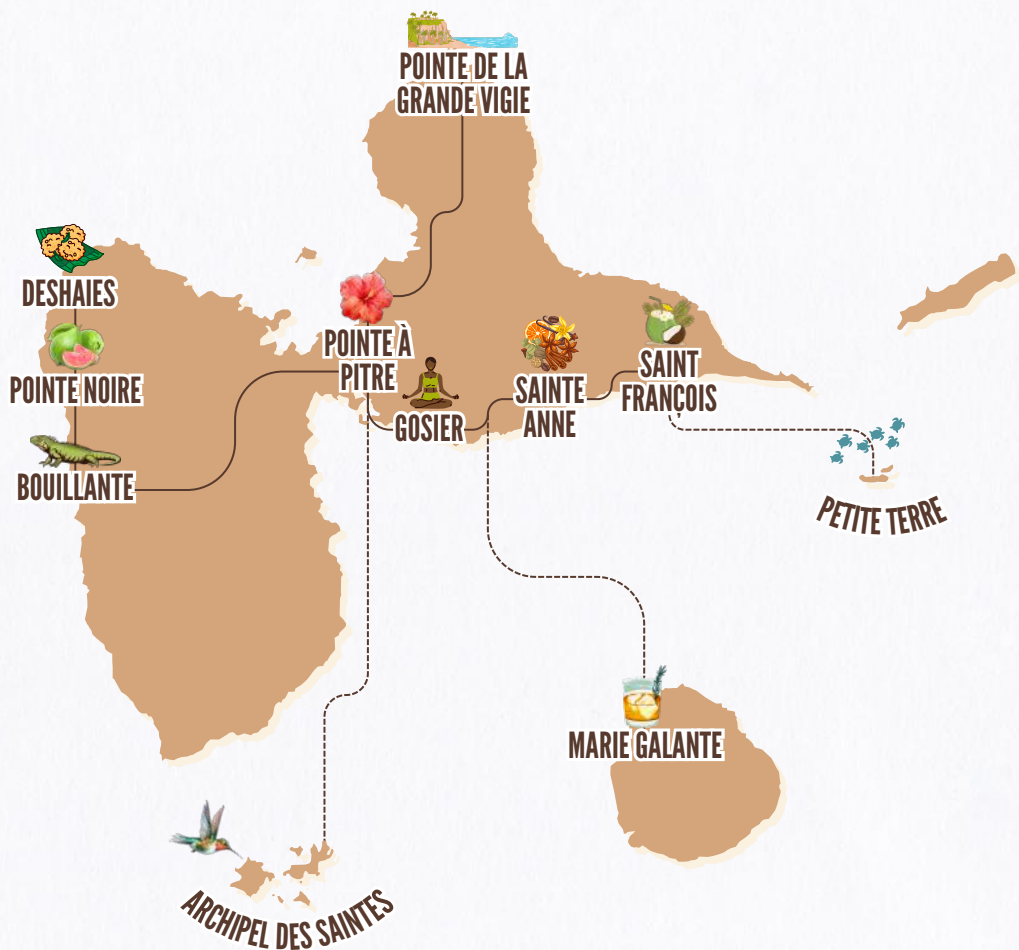 POINTE DE LA
GRANDE VIGIE
DESHAIES
POINTE NOIRE
BOUILLANTE
POINTE À
PITRE
GOSIER
SAINTE
ANNE
SAINT
FRANÇOIS
PETITE TERRE
MARIE GALANTE
ARCHIPEL DES SAINTES